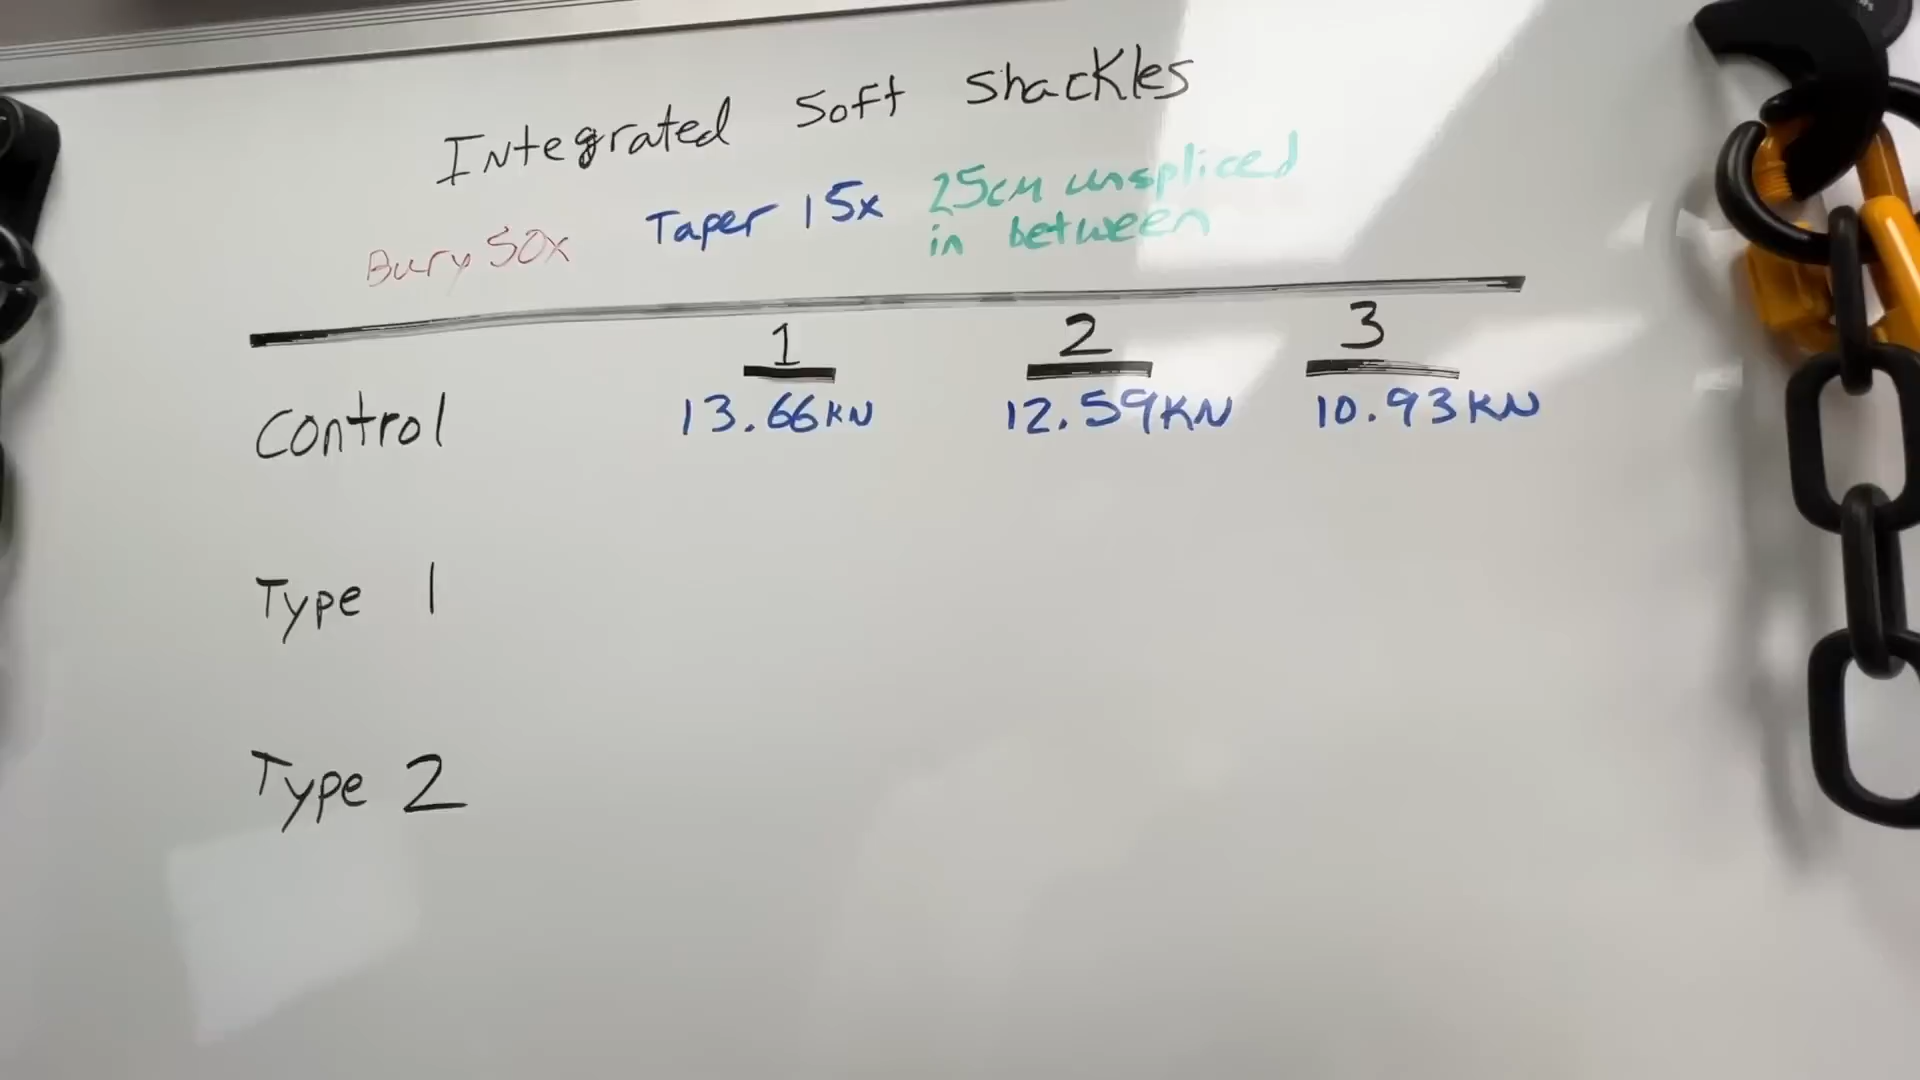 Integrated Soft Shackles
Bury 50x Taper 15x 25cm unspliced
in between
1 2 3
Control 13.66KN 12.59KN 10.93KN
Type 1
Type 2